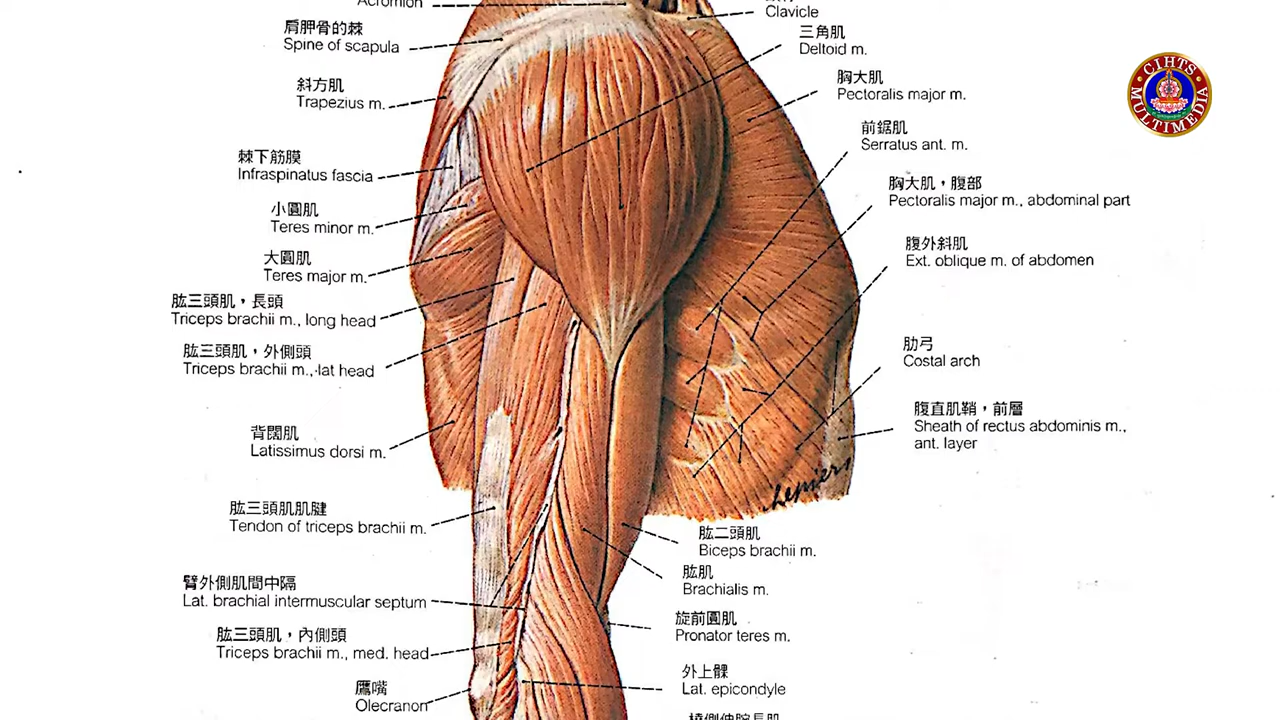 Acromion
肩胛骨的棘
Spine of scapula
斜方肌
Trapezius m.
棘下筋膜
Infraspinatus fascia
小圓肌
Teres minor m.
大圓肌
Teres major m.
肱三頭肌，長頭
Triceps brachii m., long head
肱三頭肌，外側頭
Triceps brachii m., lat head
背闊肌
Latissimus dorsi m.
肱三頭肌肌腱
Tendon of triceps brachii m.
臂外側肌間中隔
Lat. brachial intermuscular septum
肱三頭肌，內側頭
Triceps brachii m., med. head
鷹嘴
Olecranon
Clavicle
三角肌
Deltoid m.
胸大肌
Pectoralis major m.
前鋸肌
Serratus ant. m.
胸大肌，腹部
Pectoralis major m., abdominal part
腹外斜肌
Ext. oblique m. of abdomen
肋弓
Costal arch
腹直肌鞘，前層
Sheath of rectus abdominis m.,
ant. layer
肱二頭肌
Biceps brachii m.
肱肌
Brachialis m.
旋前圓肌
Pronator teres m.
外上髁
Lat. epicondyle
CIHTS
MULTIMEDIA